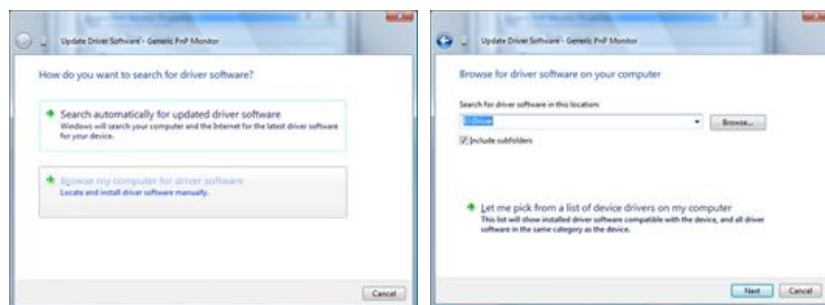 Update Driver Software - Generic PnP Monitor
How do you want to search for driver software?
Search automatically for updated driver software
Windows will search your computer and the Internet for the latest driver software
for your device.
Browse my computer for driver software
Locate and install driver software manually.
Cancel
Update Driver Software - Generic PnP Monitor
Browse for driver software on your computer
Search for driver software in this location:
Browse...
Include subfolders
Let me pick from a list of device drivers on my computer
This list will show installed driver software compatible with the device, and all driver
software in the same category as the device.
Next Cancel